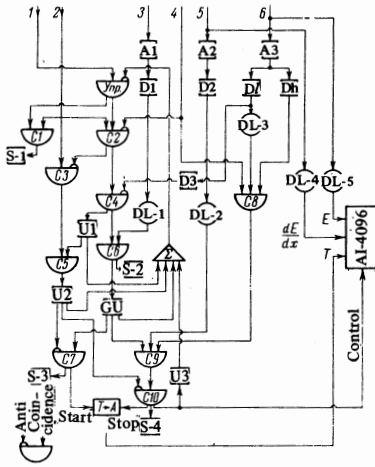 1 2 3 4 5 6
A1 A2 A3
Упр. D1 D2 Dl Dh
C1 C2 DL-3
S-1
C3 D3 DL-4 DL-5
C4 DL-1 DL-2 C8
U1 E
C6 Σ dE/dx AI-4096
C5 S-2 T
U2 GU
Control
C7 C9 U3
S-3 C10
Anti Coin-cidence Start T→A Stop S-4